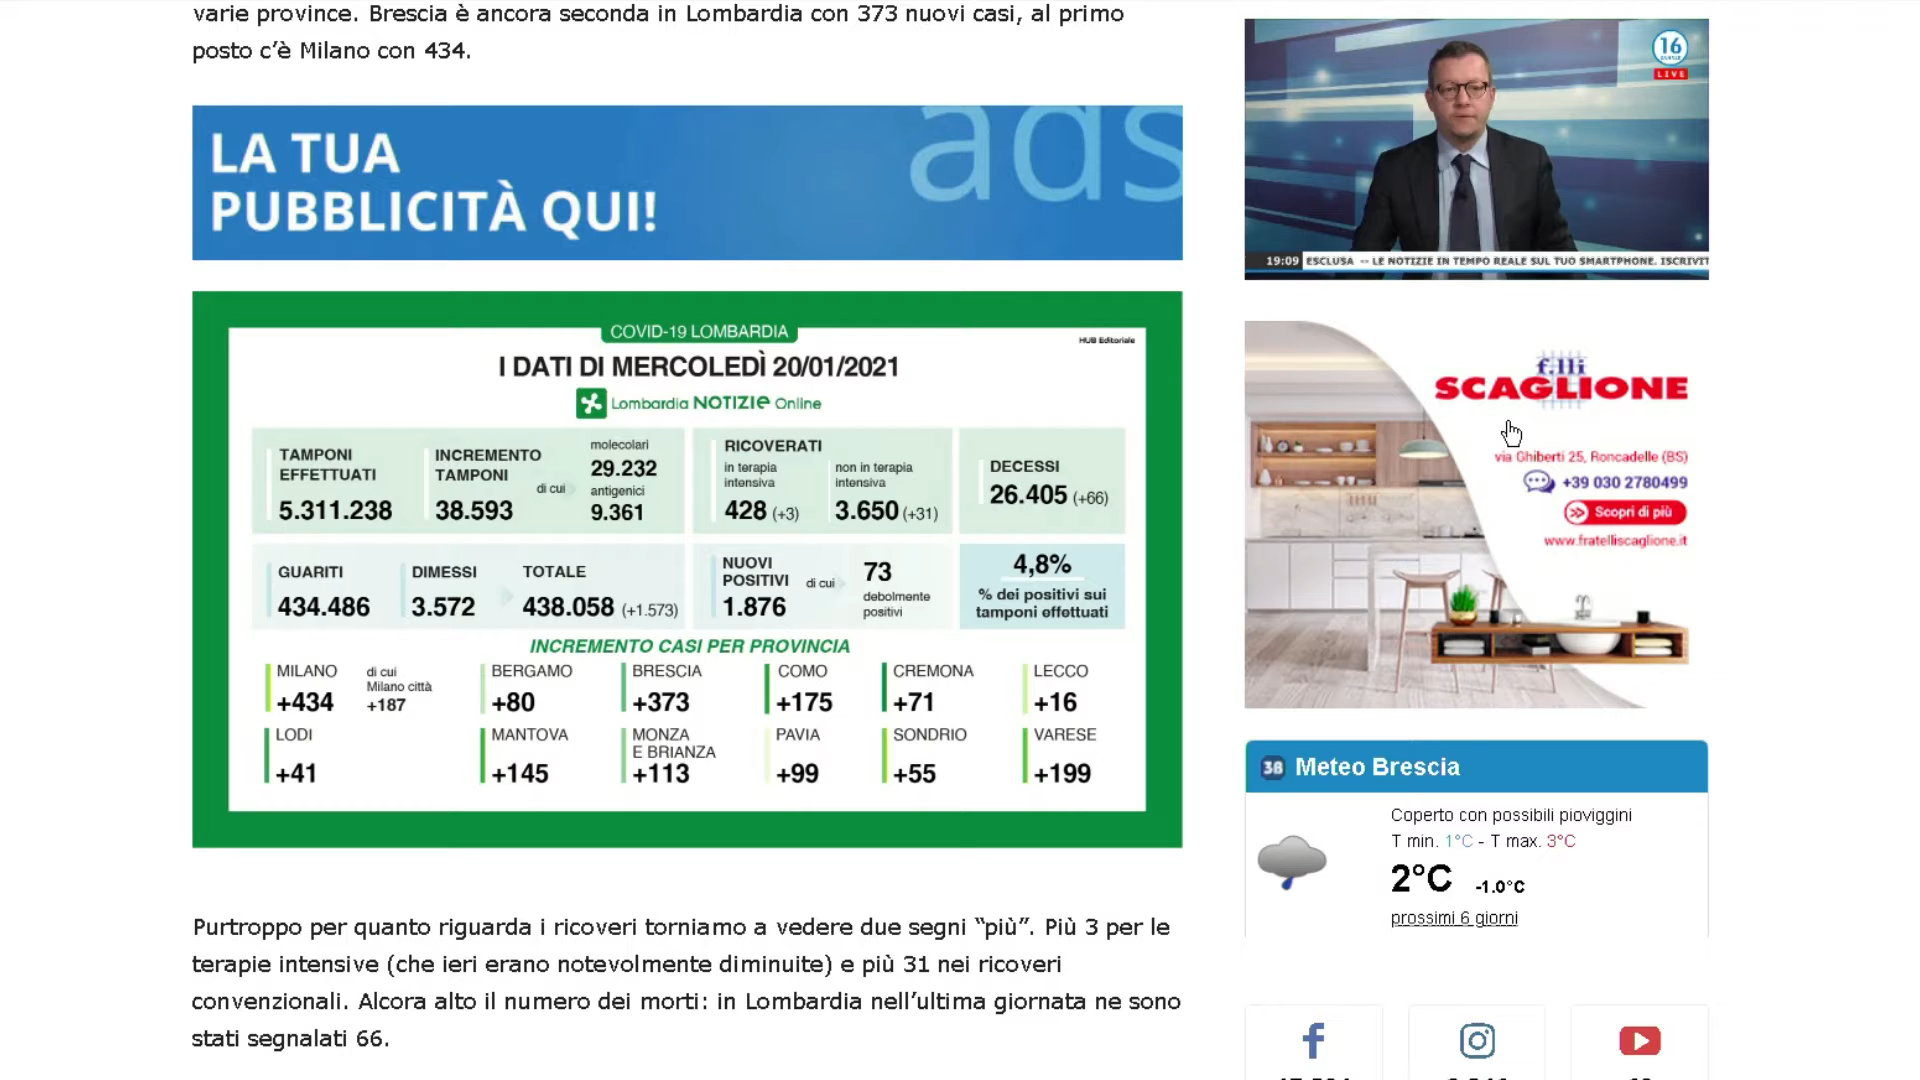 varie province. Brescia è ancora seconda in Lombardia con 373 nuovi casi, al primo
posto c’è Milano con 434.
LA TUA
PUBBLICITÀ QUI!
ads
COVID-19 LOMBARDIA
HUB Editoriale
I DATI DI MERCOLEDÌ 20/01/2021
Lombardia NOTIZIE Online
TAMPONI
EFFETTUATI
5.311.238
INCREMENTO
TAMPONI
38.593
di cui
molecolari
29.232
antigenici
9.361
RICOVERATI
in terapia
intensiva
428 (+3)
non in terapia
intensiva
3.650 (+31)
DECESSI
26.405 (+66)
GUARITI
434.486
DIMESSI
3.572
TOTALE
438.058 (+1.573)
NUOVI
POSITIVI
1.876
di cui
73
debolmente
positivi
4,8%
% dei positivi sui
tamponi effettuati
INCREMENTO CASI PER PROVINCIA
MILANO
+434
di cui
Milano città
+187
BERGAMO
+80
BRESCIA
+373
COMO
+175
CREMONA
+71
LECCO
+16
LODI
+41
MANTOVA
+145
MONZA
E BRIANZA
+113
PAVIA
+99
SONDRIO
+55
VARESE
+199
Purtroppo per quanto riguarda i ricoveri torniamo a vedere due segni “più”. Più 3 per le
terapie intensive (che ieri erano notevolmente diminuite) e più 31 nei ricoveri
convenzionali. Alcora alto il numero dei morti: in Lombardia nell’ultima giornata ne sono
stati segnalati 66.
16
LIVE
19:09 ESCLUSA -- LE NOTIZIE IN TEMPO REALE SUL TUO SMARTPHONE. ISCRIVIT
f.lli
SCAGLIONE
via Ghiberti 25, Roncadelle (BS)
+39 030 2780499
Scopri di più
www.fratelliscaglione.it
3B Meteo Brescia
Coperto con possibili pioviggini
T min. 1°C - T max. 3°C
2°C -1.0°C
prossimi 6 giorni